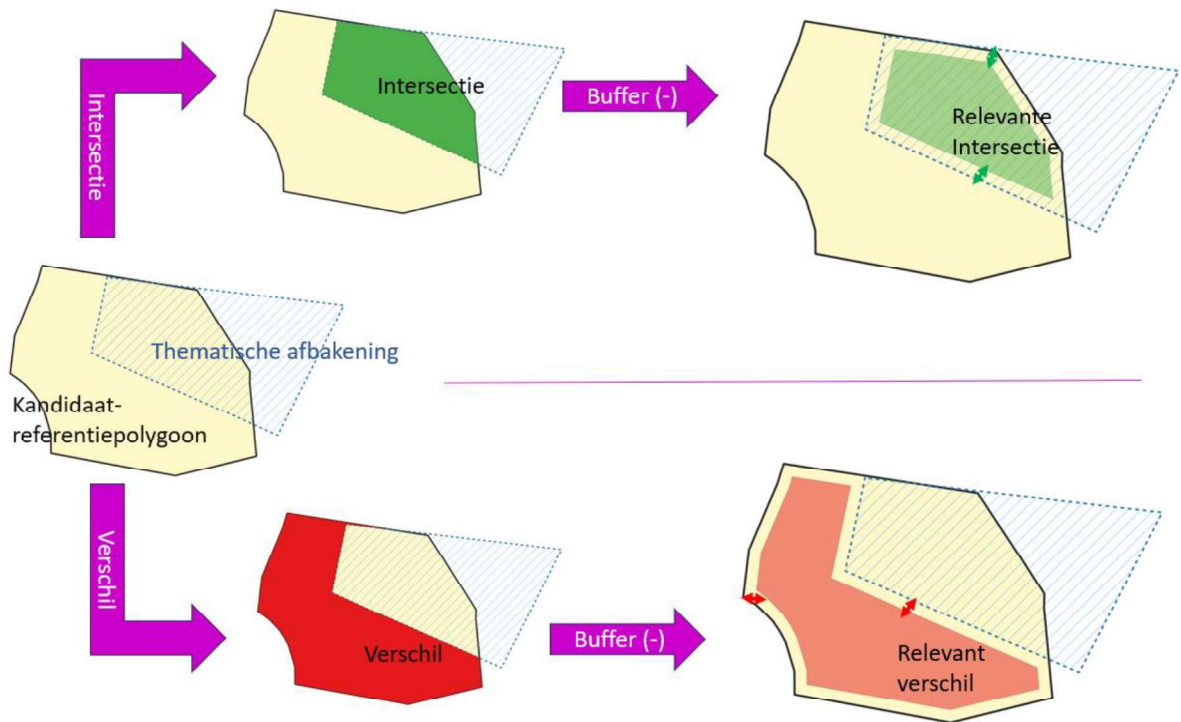 Intersectie
Intersectie
Buffer (-)
Relevante
Intersectie
Thematische afbakening
Kandidaat-
referentiepolygoon
Verschil
Verschil
Buffer (-)
Relevant
verschil